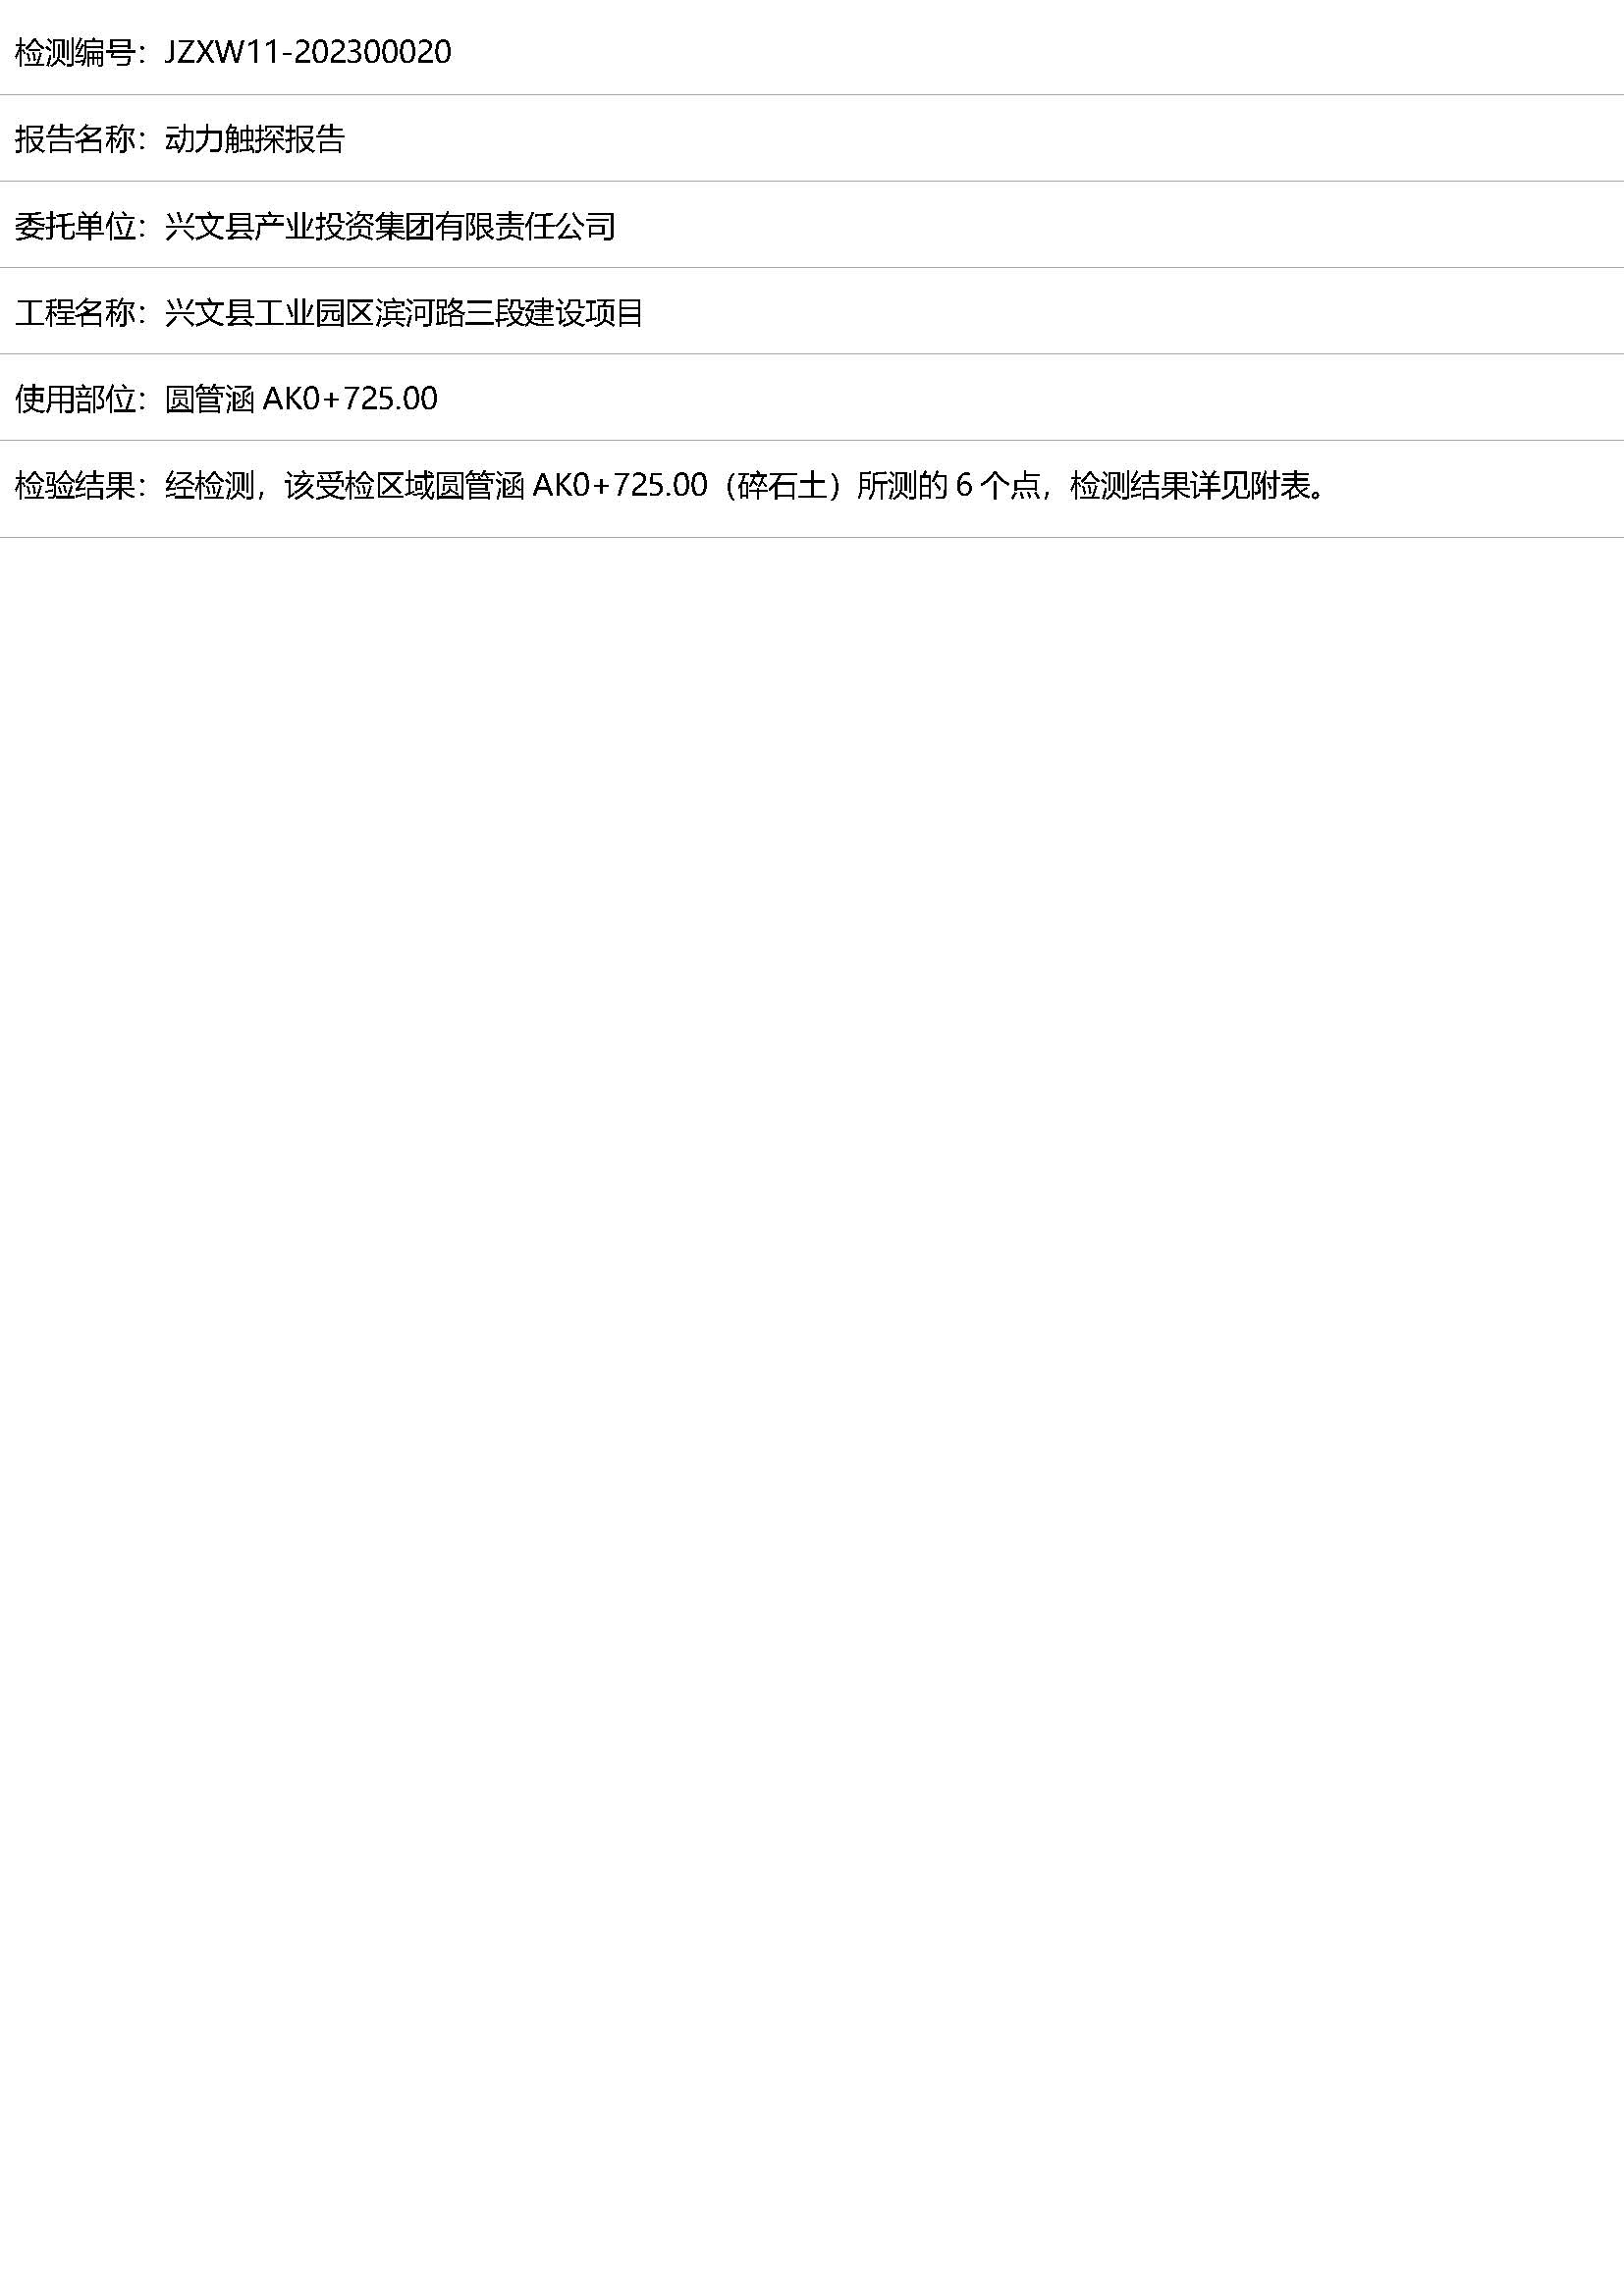 检测编号：JZXW11-202300020
报告名称：动力触探报告
委托单位：兴文县产业投资集团有限责任公司
工程名称：兴文县工业园区滨河路三段建设项目
使用部位：圆管涵 AK0+725.00
检验结果：经检测，该受检区域圆管涵 AK0+725.00（碎石土）所测的 6 个点，检测结果详见附表。